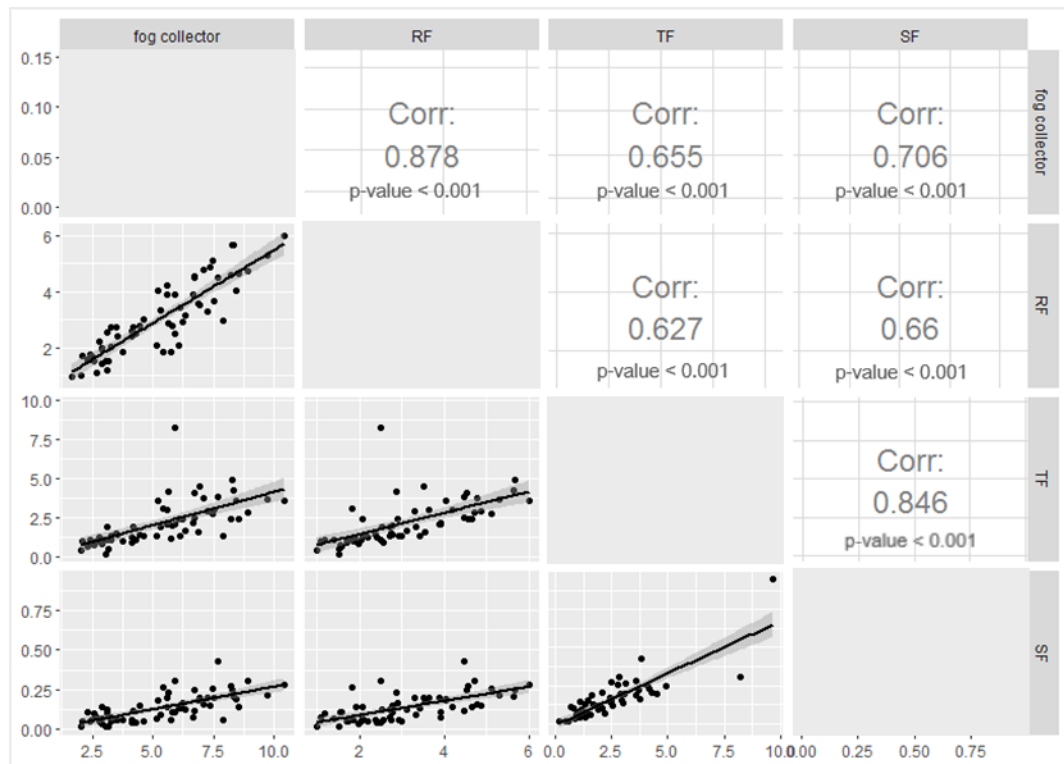 fog collector RF TF SF
0.15
0.10
0.05
0.00
Corr:
0.878
p-value < 0.001
Corr:
0.655
p-value < 0.001
Corr:
0.706
p-value < 0.001
fog collector
6
4
2
Corr:
0.627
p-value < 0.001
Corr:
0.66
p-value < 0.001
RF
10.0
7.5
5.0
2.5
0.0
Corr:
0.846
p-value < 0.001
TF
0.75
0.50
0.25
0.00
SF
2.5 5.0 7.5 10.0 2 4 6 0.0 2.5 5.0 7.5 10.0 0.00 0.25 0.50 0.75